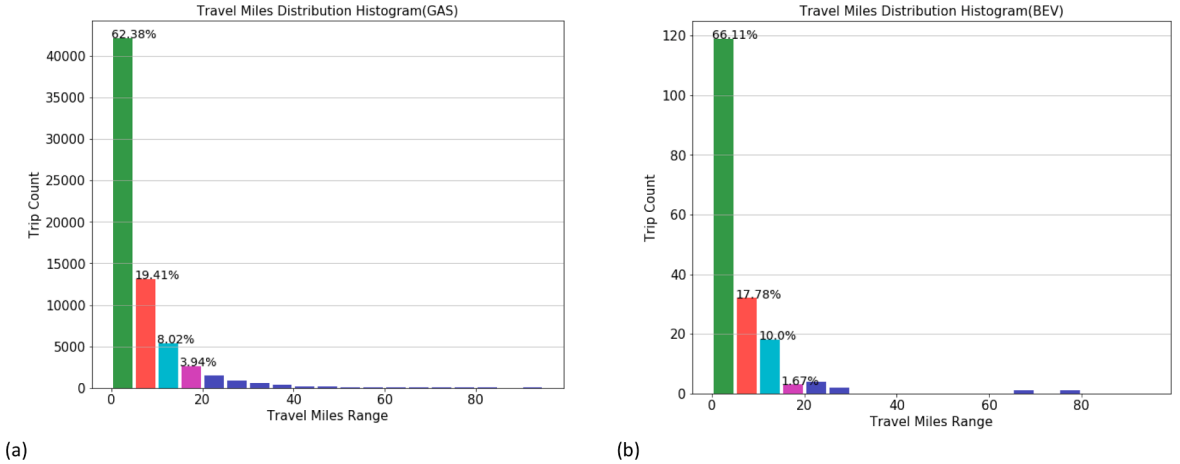 Travel Miles Distribution Histogram(GAS)
62.38%
40000
35000
30000
25000
20000
19.41%
15000
10000
8.02%
5000
3.94%
0
0 20 40 60 80
Trip Count
Travel Miles Range
(a)
Travel Miles Distribution Histogram(BEV)
120
66.11%
100
80
60
40
17.78%
20
10.0%
1.67%
0
0 20 40 60 80
Trip Count
Travel Miles Range
(b)